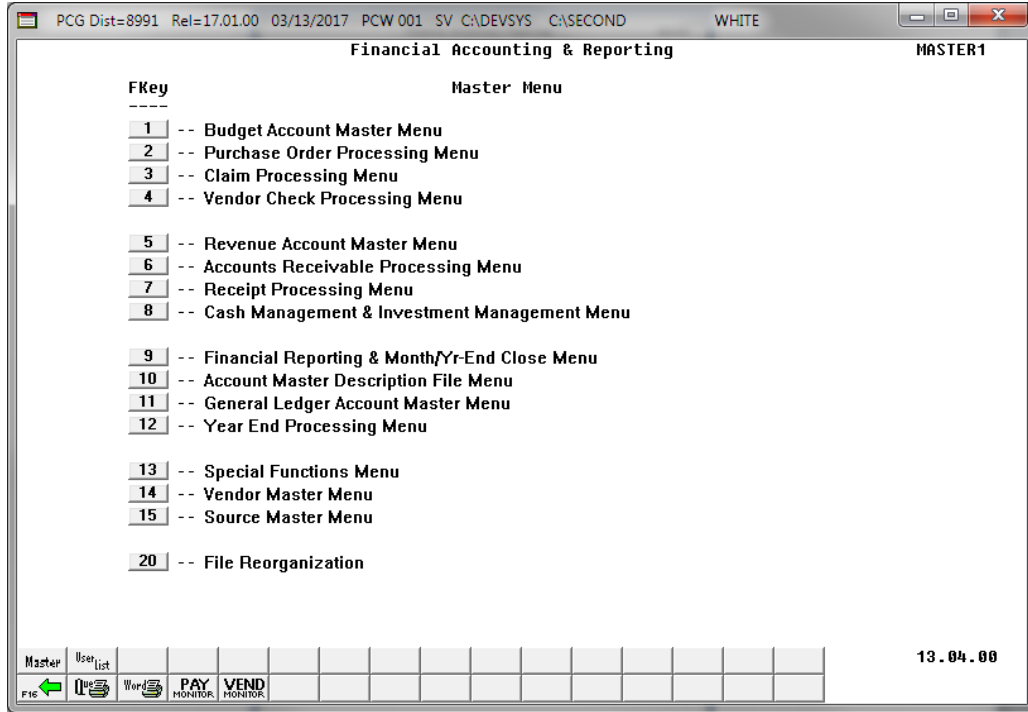 PCG Dist=8991 Rel=17.01.00 03/13/2017 PCW 001 SV C:\DEVSYS C:\SECOND WHITE
Financial Accounting & Reporting MASTER1
FKey Master Menu
----
1 -- Budget Account Master Menu
2 -- Purchase Order Processing Menu
3 -- Claim Processing Menu
4 -- Vendor Check Processing Menu
5 -- Revenue Account Master Menu
6 -- Accounts Receivable Processing Menu
7 -- Receipt Processing Menu
8 -- Cash Management & Investment Management Menu
9 -- Financial Reporting & Month/Yr-End Close Menu
10 -- Account Master Description File Menu
11 -- General Ledger Account Master Menu
12 -- Year End Processing Menu
13 -- Special Functions Menu
14 -- Vendor Master Menu
15 -- Source Master Menu
20 -- File Reorganization
Master User List 13.04.00
F16 Que Word PAY MONITOR VEND MONITOR